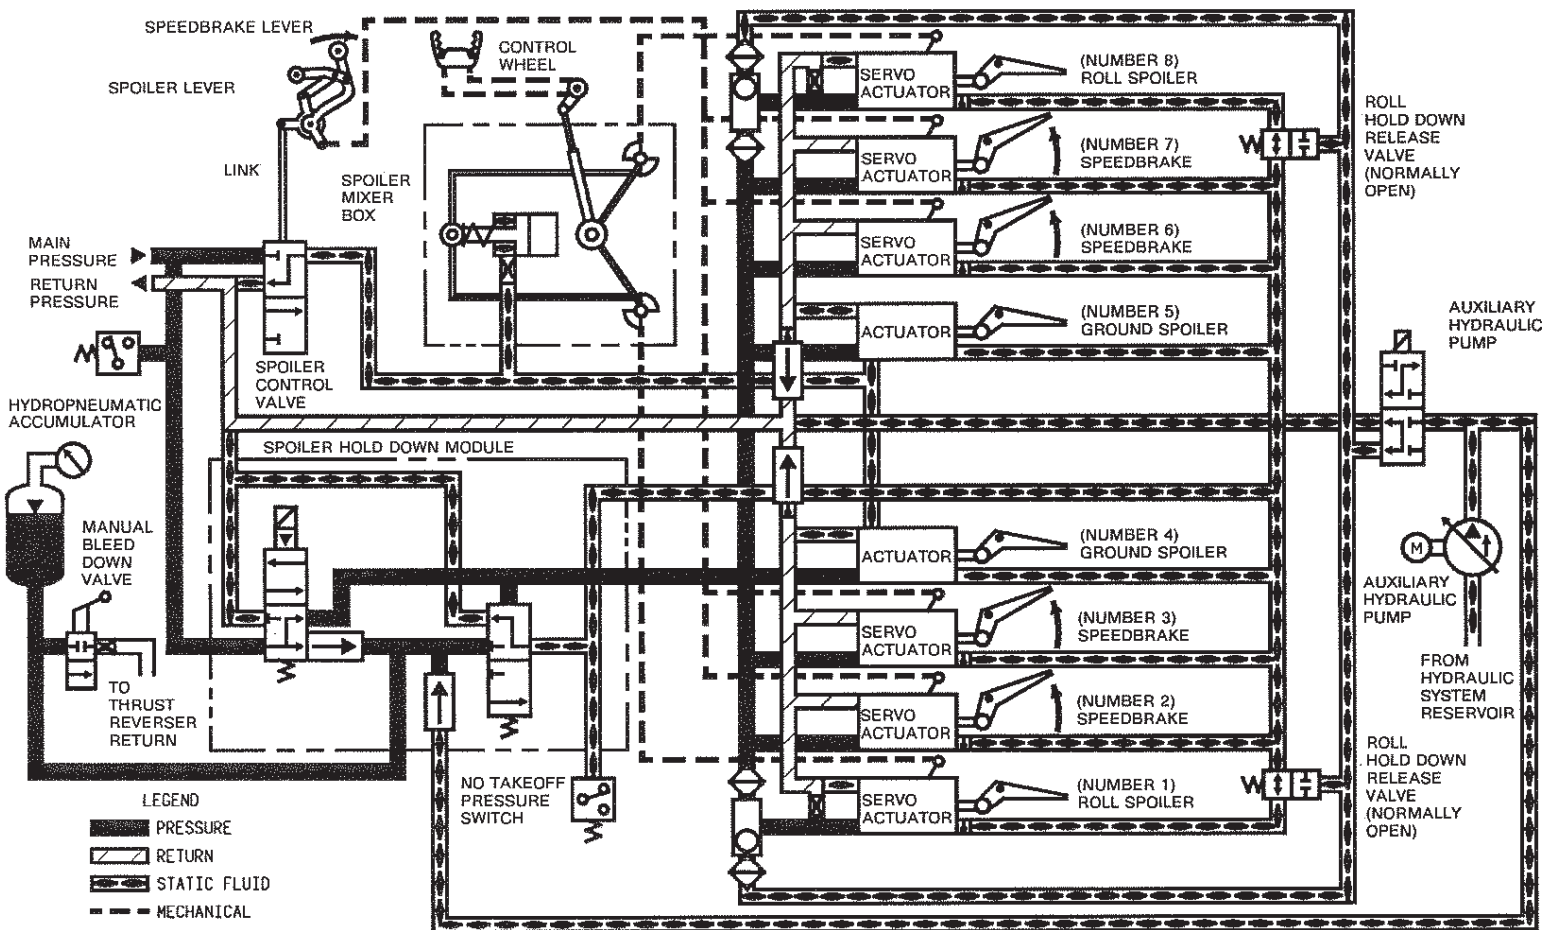 SPEEDBRAKE LEVER
SPOILER LEVER
LINK
CONTROL
WHEEL
SPOILER
MIXER
BOX
MAIN
PRESSURE
RETURN
PRESSURE
SPOILER
CONTROL
VALVE
HYDROPNEUMATIC
ACCUMULATOR
SPOILER HOLD DOWN MODULE
MANUAL
BLEED
DOWN
VALVE
TO
THRUST
REVERSER
RETURN
NO TAKEOFF
PRESSURE
SWITCH
LEGEND
PRESSURE
RETURN
STATIC FLUID
MECHANICAL
SERVO
ACTUATOR
(NUMBER 8)
ROLL SPOILER
SERVO
ACTUATOR
(NUMBER 7)
SPEEDBRAKE
SERVO
ACTUATOR
(NUMBER 6)
SPEEDBRAKE
ACTUATOR
(NUMBER 5)
GROUND SPOILER
ACTUATOR
(NUMBER 4)
GROUND SPOILER
SERVO
ACTUATOR
(NUMBER 3)
SPEEDBRAKE
SERVO
ACTUATOR
(NUMBER 2)
SPEEDBRAKE
SERVO
ACTUATOR
(NUMBER 1)
ROLL SPOILER
ROLL
HOLD DOWN
RELEASE
VALVE
(NORMALLY
OPEN)
AUXILIARY
HYDRAULIC
PUMP
M
AUXILIARY
HYDRAULIC
PUMP
FROM
HYDRAULIC
SYSTEM
RESERVOIR
ROLL
HOLD DOWN
RELEASE
VALVE
(NORMALLY
OPEN)